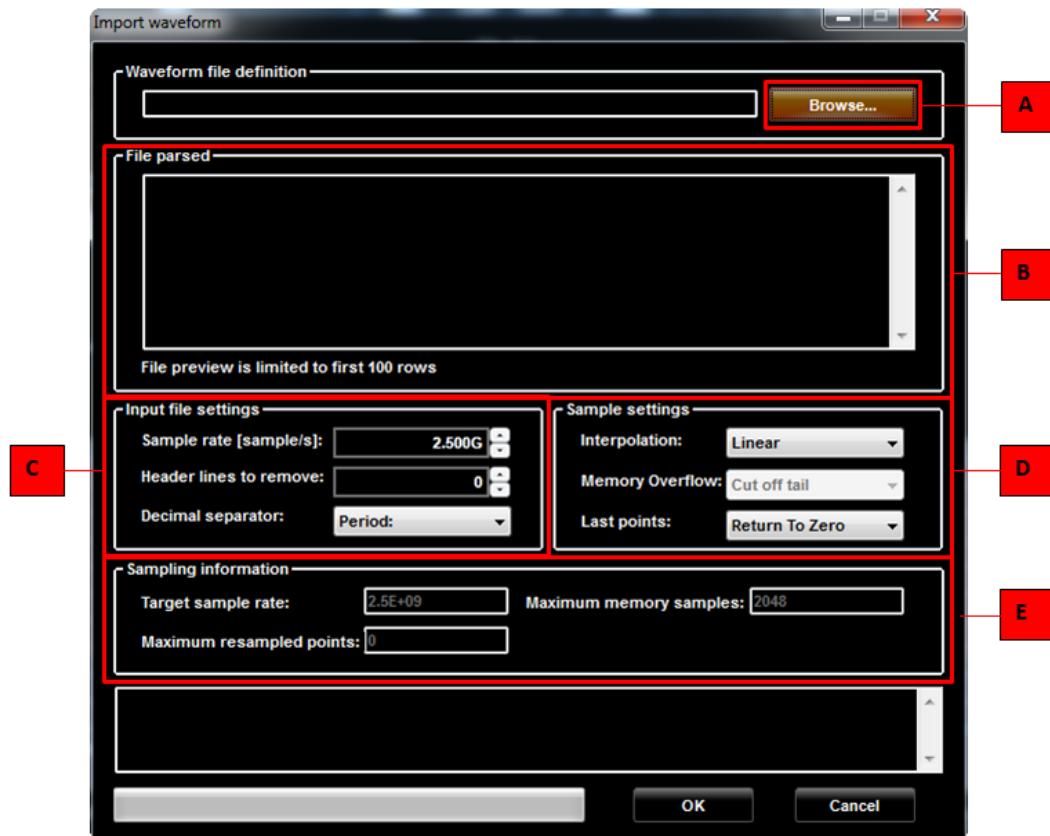 Import waveform
Waveform file definition
Browse...
A
File parsed
B
File preview is limited to first 100 rows
Input file settings
Sample settings
Sample rate [sample/s]: 2.500G
Interpolation: Linear
C
Header lines to remove: 0
Memory Overflow: Cut off tail
D
Decimal separator: Period:
Last points: Return To Zero
Sampling information
Target sample rate: 2.5E+09
Maximum memory samples: 2048
E
Maximum resampled points: 0
OK
Cancel